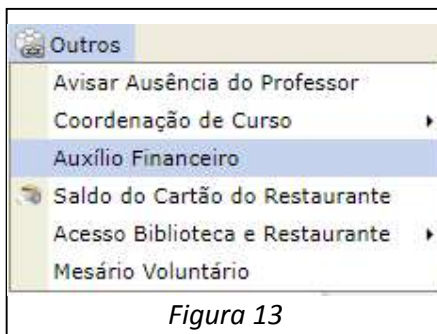 Outros
Avisar Ausência do Professor
Coordenação de Curso
Auxílio Financeiro
Saldo do Cartão do Restaurante
Acesso Biblioteca e Restaurante
Mesário Voluntário
Figura 13